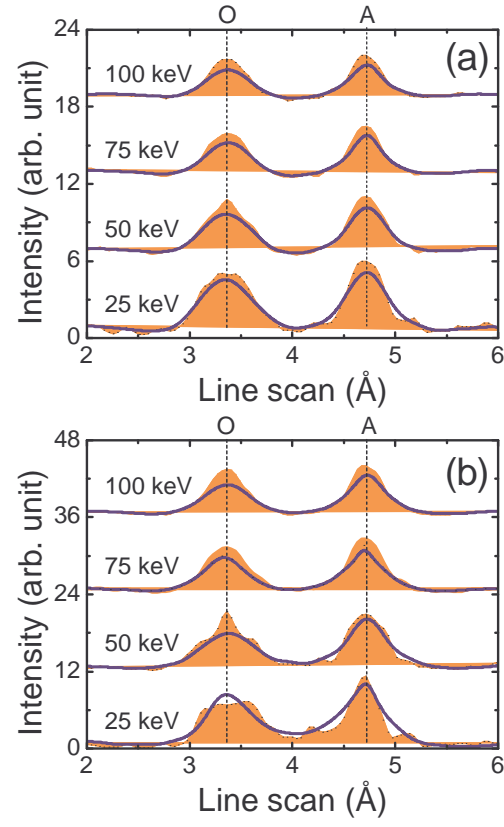 O A
24
(a)
100 keV
18
75 keV
12
50 keV
6
25 keV
0
2 3 4 5 6
Line scan (Å)
Intensity (arb. unit)
O A
48
(b)
100 keV
36
75 keV
24
50 keV
12
25 keV
0
2 3 4 5 6
Line scan (Å)
Intensity (arb. unit)